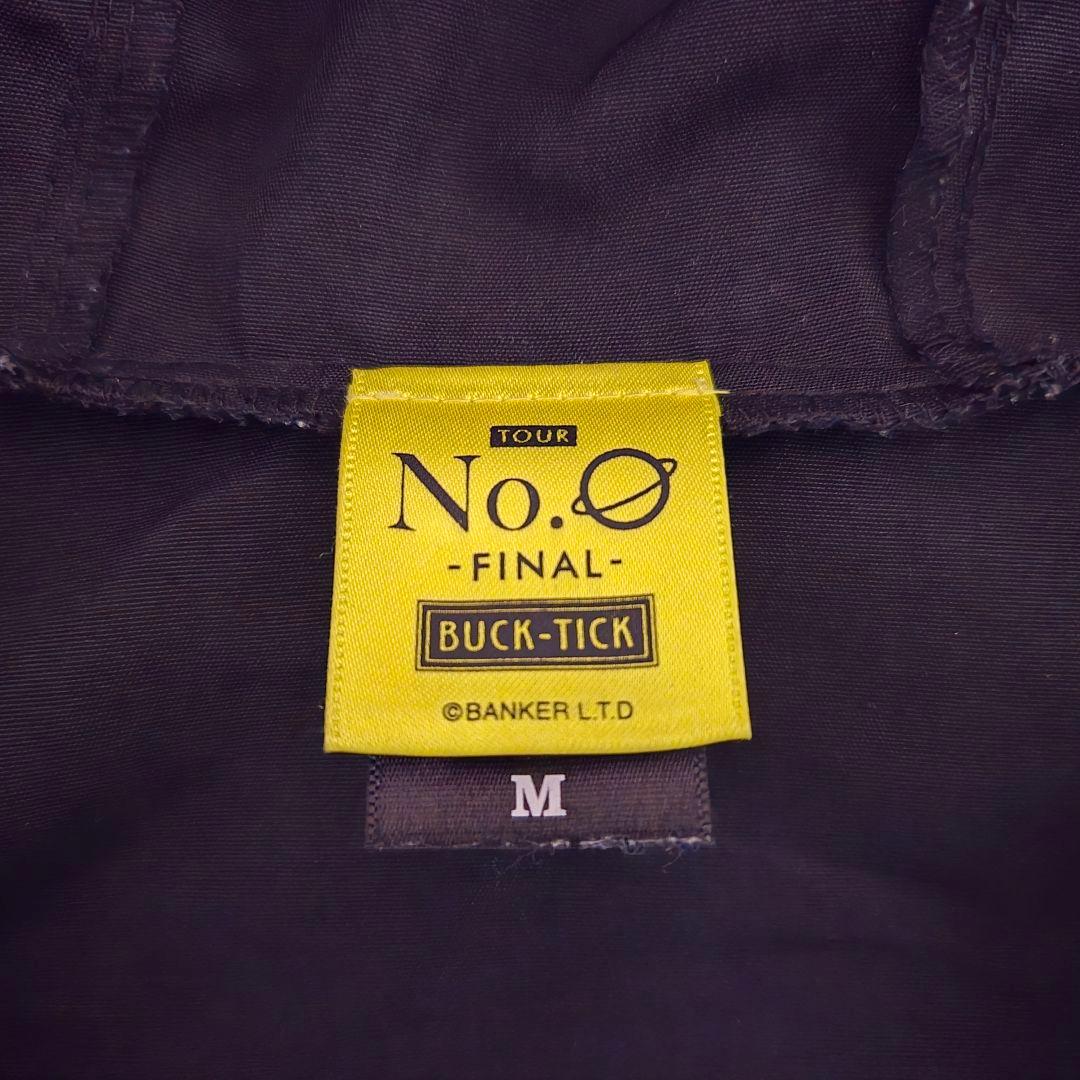 TOUR
No.0
-FINAL-
BUCK-TICK
©BANKER L.T.D
M